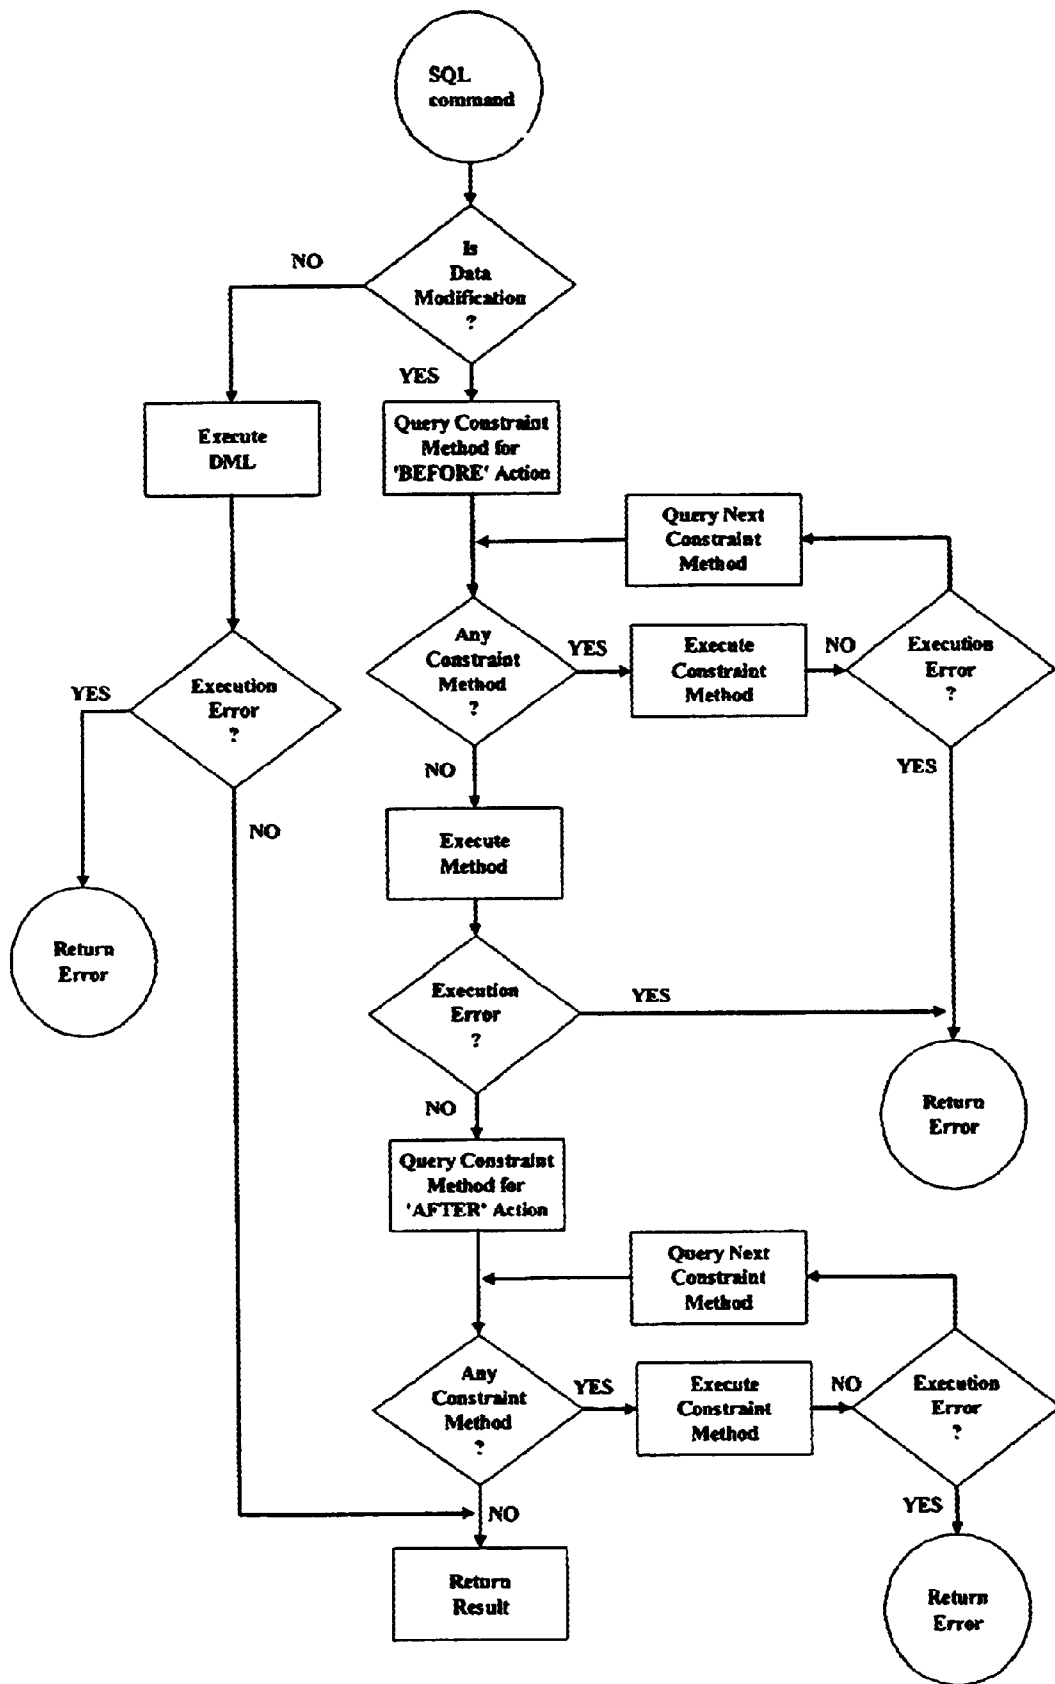 SQL
command
Is
Data
Modification
?
NO
YES
Execute
DML
Query Constraint
Method for
'BEFORE' Action
Query Next
Constraint
Method
Any
Constraint
Method
?
YES
Execute
Constraint
Method
NO
Execution
Error
?
YES
Execution
Error
?
YES
NO
NO
Execute
Method
Return
Error
Execution
Error
?
YES
NO
Return
Error
Query Constraint
Method for
'AFTER' Action
Query Next
Constraint
Method
Any
Constraint
Method
?
YES
Execute
Constraint
Method
NO
Execution
Error
?
YES
NO
Return
Result
Return
Error